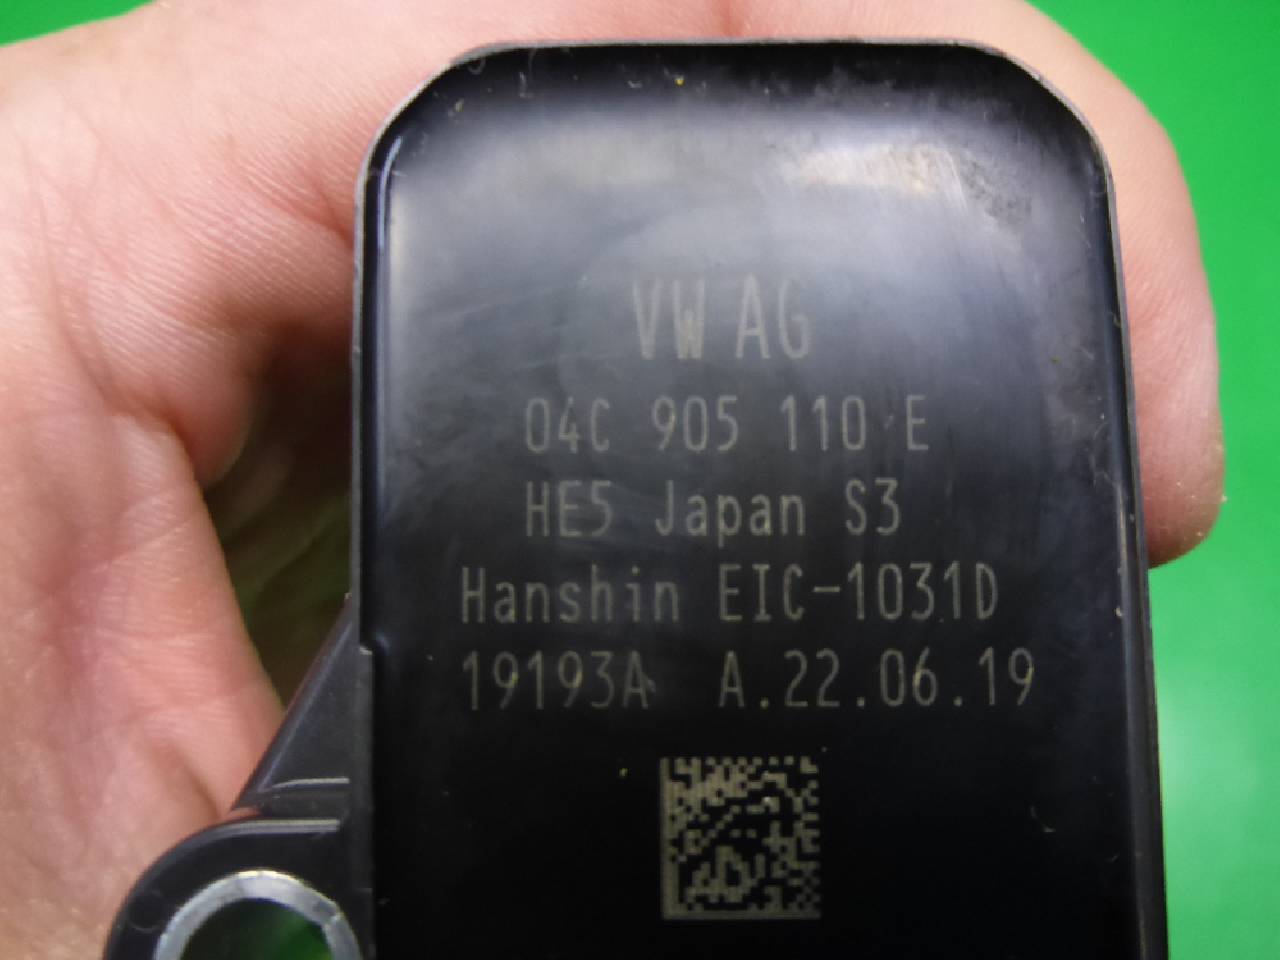 VW AG
04C 905 110 E
HE5 Japan S3
Hanshin EIC-1031D
19193A A.22.06.19